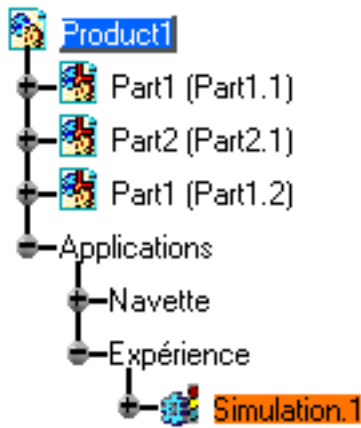 Product1
Part1 (Part1.1)
Part2 (Part2.1)
Part1 (Part1.2)
Applications
Navette
Expérience
Simulation.1